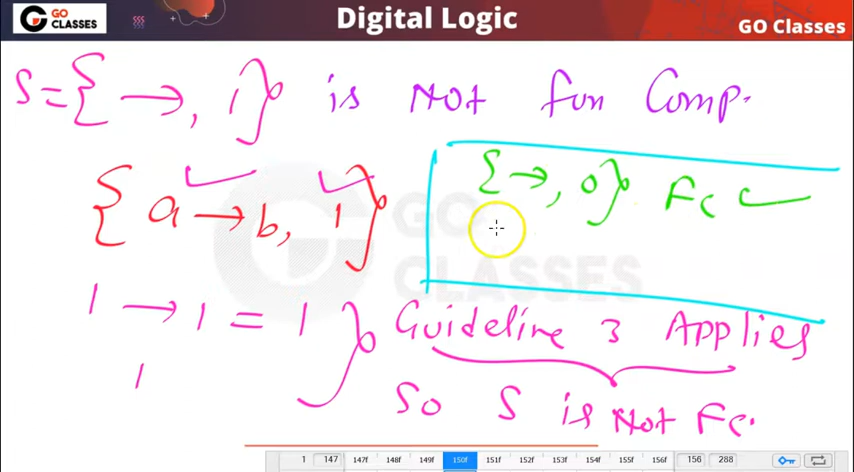 GO CLASSES
Digital Logic
GO Classes
S = { →, 1 } is Not fun Comp.
{ a → b, 1 }
{ →, 0 } Fc ✓
1 → 1 = 1
1
Guideline 3 Applies
So S is Not Fc.
GO CLASSES
1 147 147f 148f 149f 150f 151f 152f 153f 154f 155f 156f 156 288